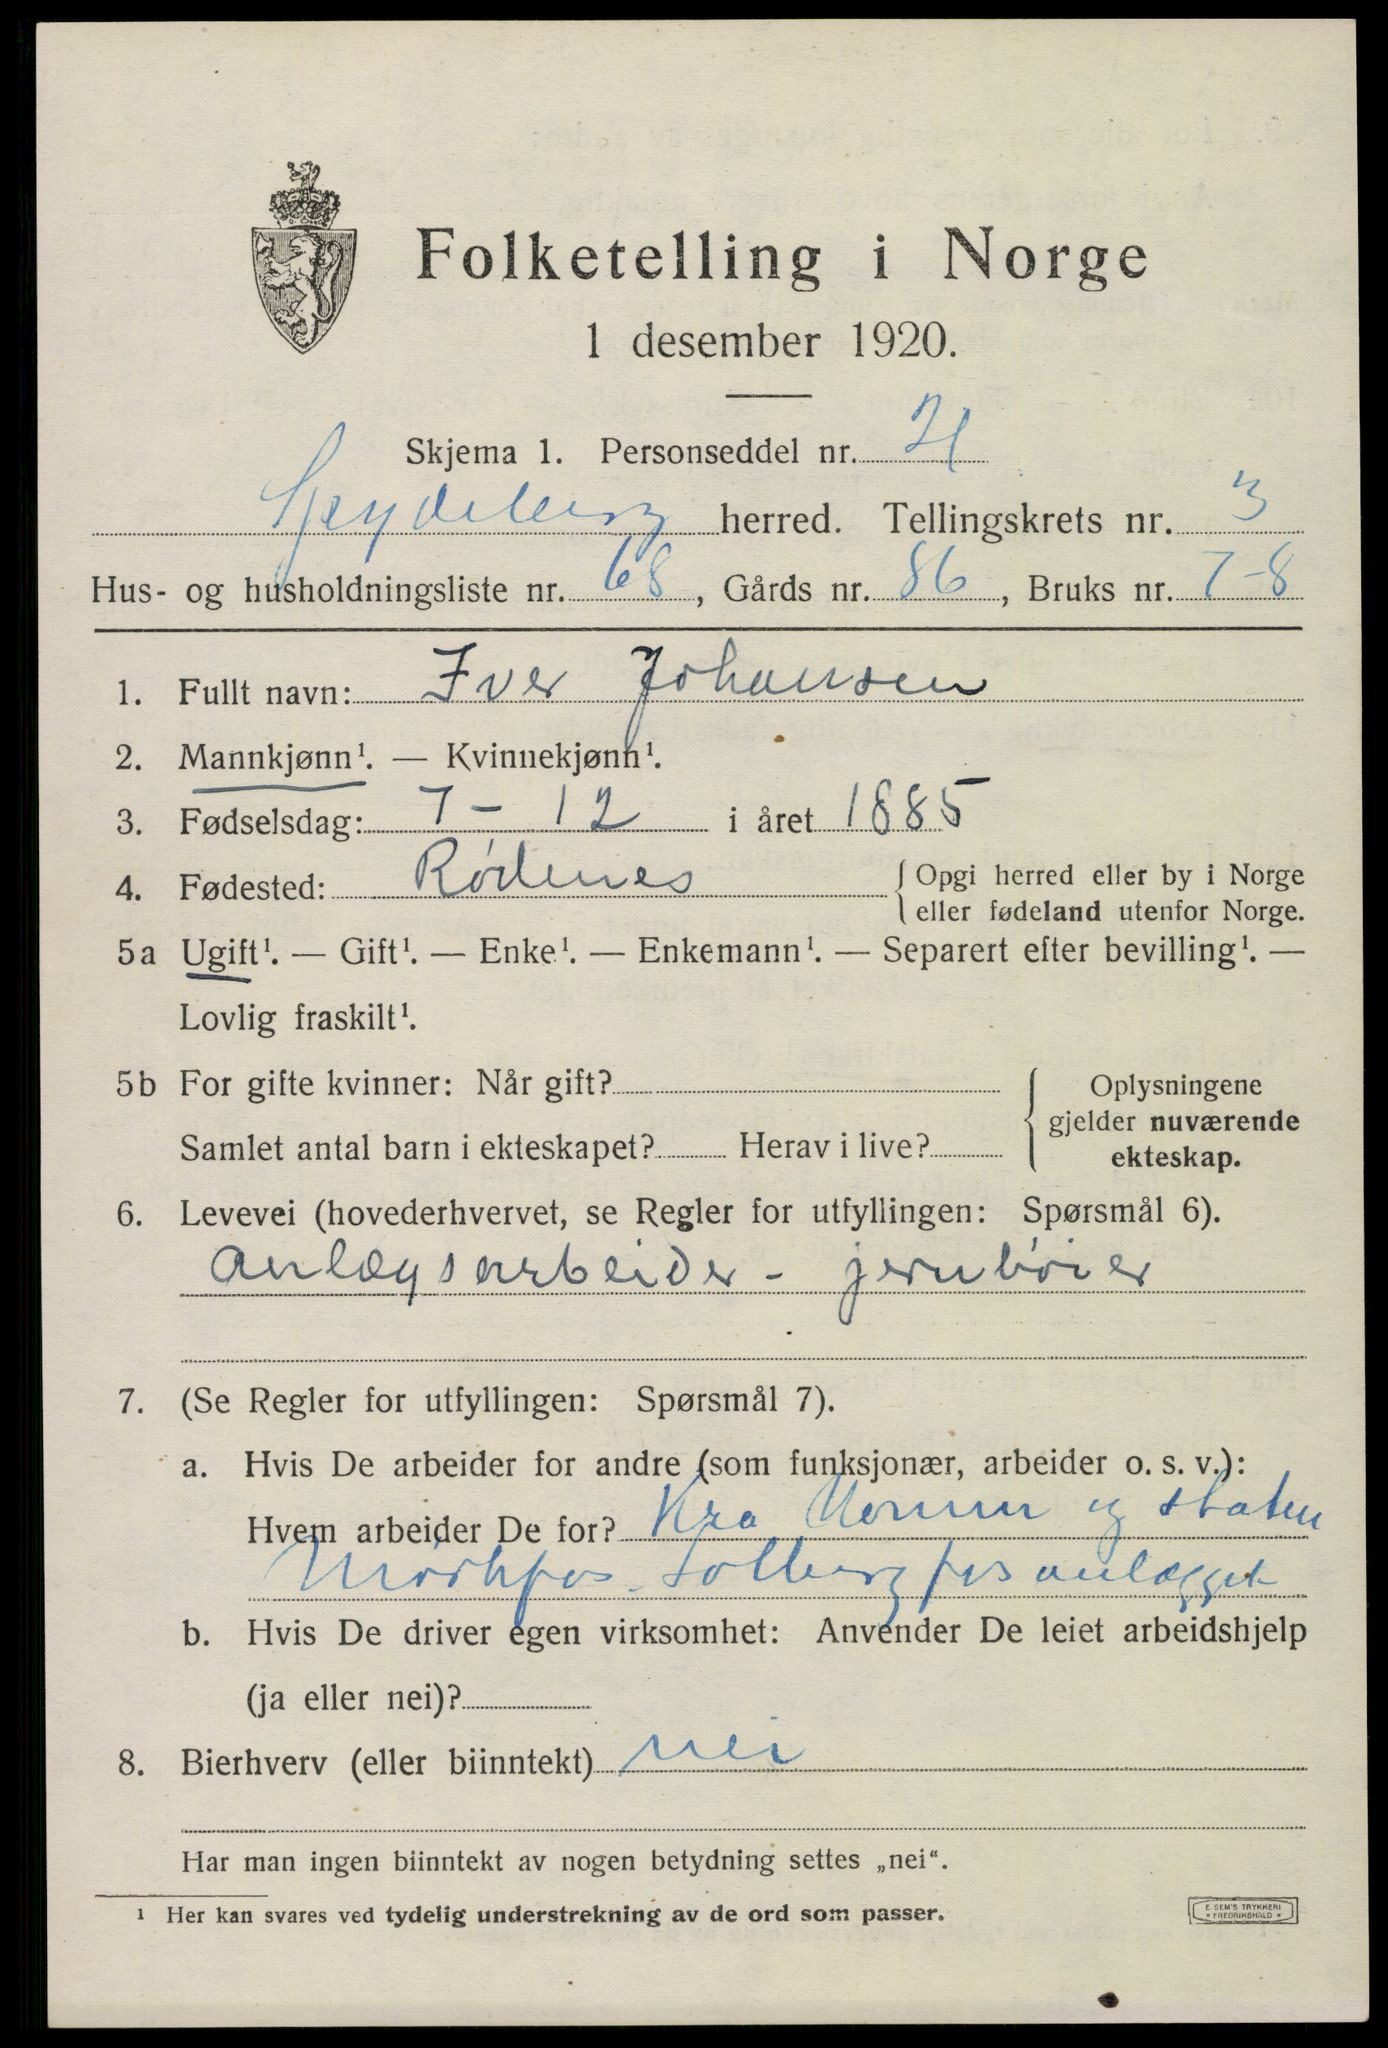 Folketelling i Norge
1 desember 1920.
Skjema 1. Personseddel nr. 21
Spydeberg herred. Tellingskrets nr. 3
Hus- og husholdningsliste nr. 68, Gårds nr. 86, Bruks nr. 7-8
1. Fullt navn: Iver Johansen
2. Mannkjønn¹. — Kvinnekjønn¹.
3. Fødselsdag: 7 - 12 i året 1885
4. Fødested: Rødenes { Opgi herred eller by i Norge
eller fødeland utenfor Norge.
5a Ugift¹. — Gift¹. — Enke¹. — Enkemann¹. — Separert efter bevilling¹. —
Lovlig fraskilt¹.
5b For gifte kvinner: Når gift?
Samlet antal barn i ekteskapet? Herav i live?
Oplysningene
gjelder nuværende
ekteskap.
6. Levevei (hovederhvervet, se Regler for utfyllingen: Spørsmål 6).
Anlægsarbeider - jernbøier
7. (Se Regler for utfyllingen: Spørsmål 7).
a. Hvis De arbeider for andre (som funksjonær, arbeider o. s. v.):
Hvem arbeider De for? Kra Komun og staten
Mørkfos-Solbergfosanlægget
b. Hvis De driver egen virksomhet: Anvender De leiet arbeidshjelp
(ja eller nei)?
8. Bierhverv (eller biinntekt) nei
Har man ingen biinntekt av nogen betydning settes „nei“.
¹ Her kan svares ved tydelig understrekning av de ord som passer.
E. SEM'S TRYKKERI
* FREDRIKSHALD *